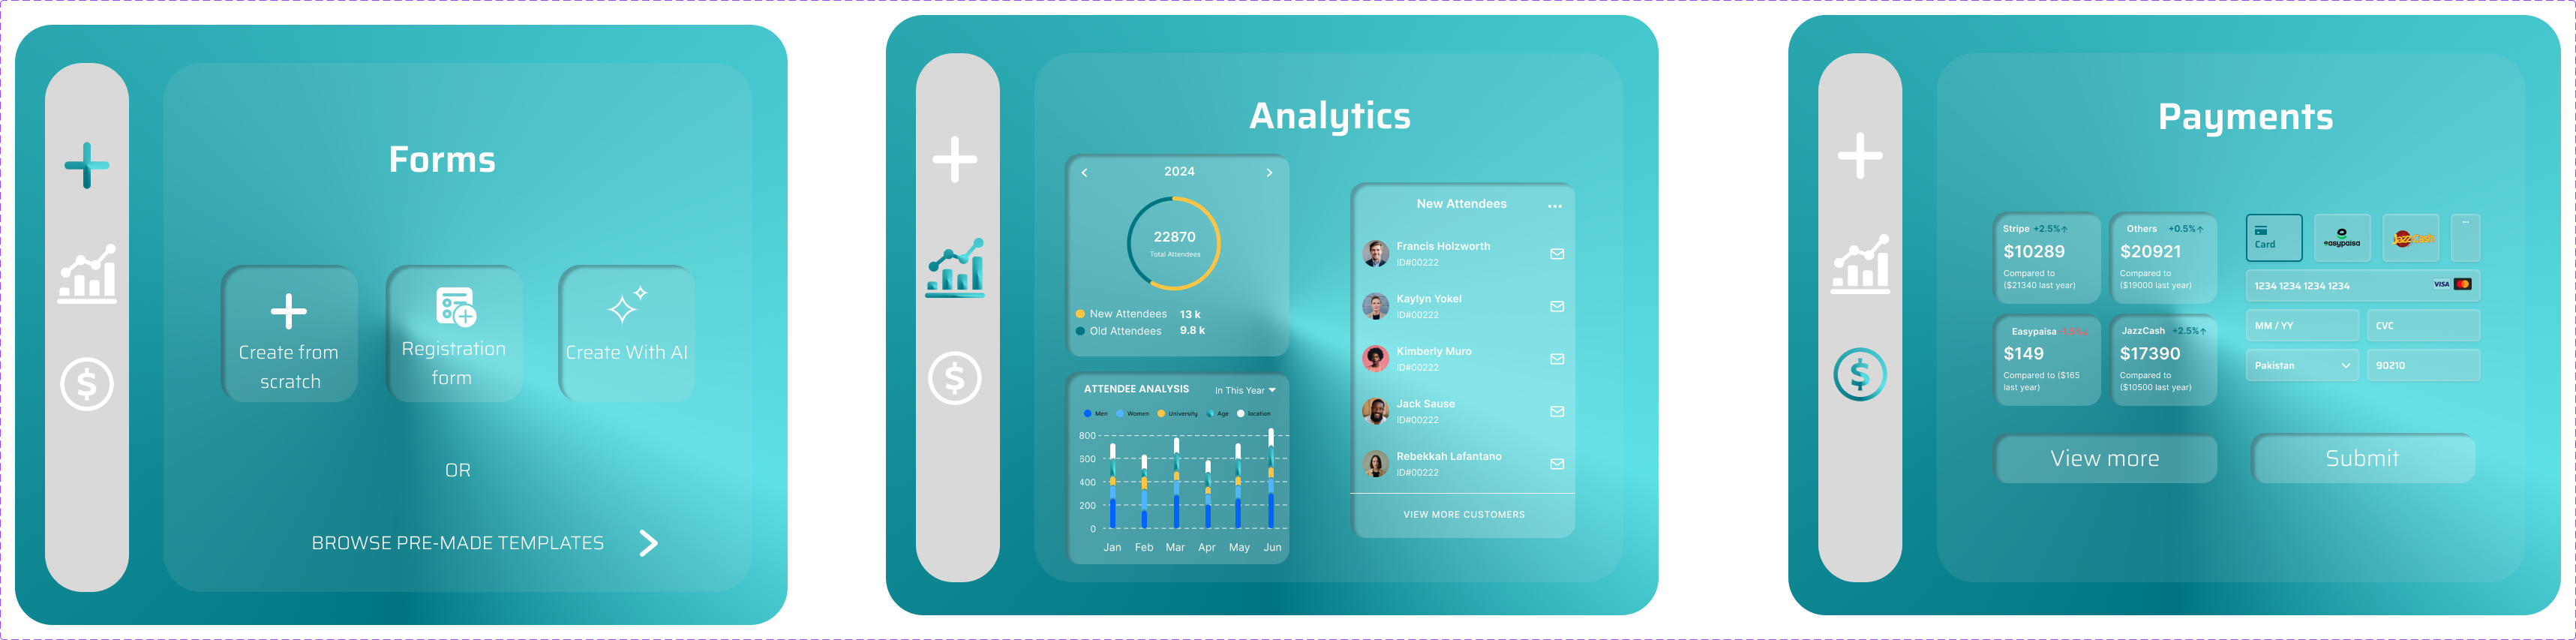 Forms
Create from
scratch
Registration
form
Create With AI
OR
BROWSE PRE-MADE TEMPLATES
Analytics
2024
22870
Total Attendees
New Attendees 13 k
Old Attendees 9.8 k
ATTENDEE ANALYSIS In This Year
Men Women University Age location
800
600
400
200
0
Jan Feb Mar Apr May Jun
New Attendees
Francis Holzworth
ID#00222
Kaylyn Yokel
ID#00222
Kimberly Muro
ID#00222
Jack Sause
ID#00222
Rebekkah Lafantano
ID#00222
VIEW MORE CUSTOMERS
Payments
Stripe +2.5%↑
$10289
Compared to
($21340 last year)
Others +0.5%↑
$20921
Compared to
($19000 last year)
Easypaisa
$149
Compared to ($165
last year)
JazzCash +2.5%↑
$17390
Compared to
($10500 last year)
View more
Card
easypaisa
JazzCash
1234 1234 1234 1234 VISA
MM / YY
CVC
Pakistan
90210
Submit